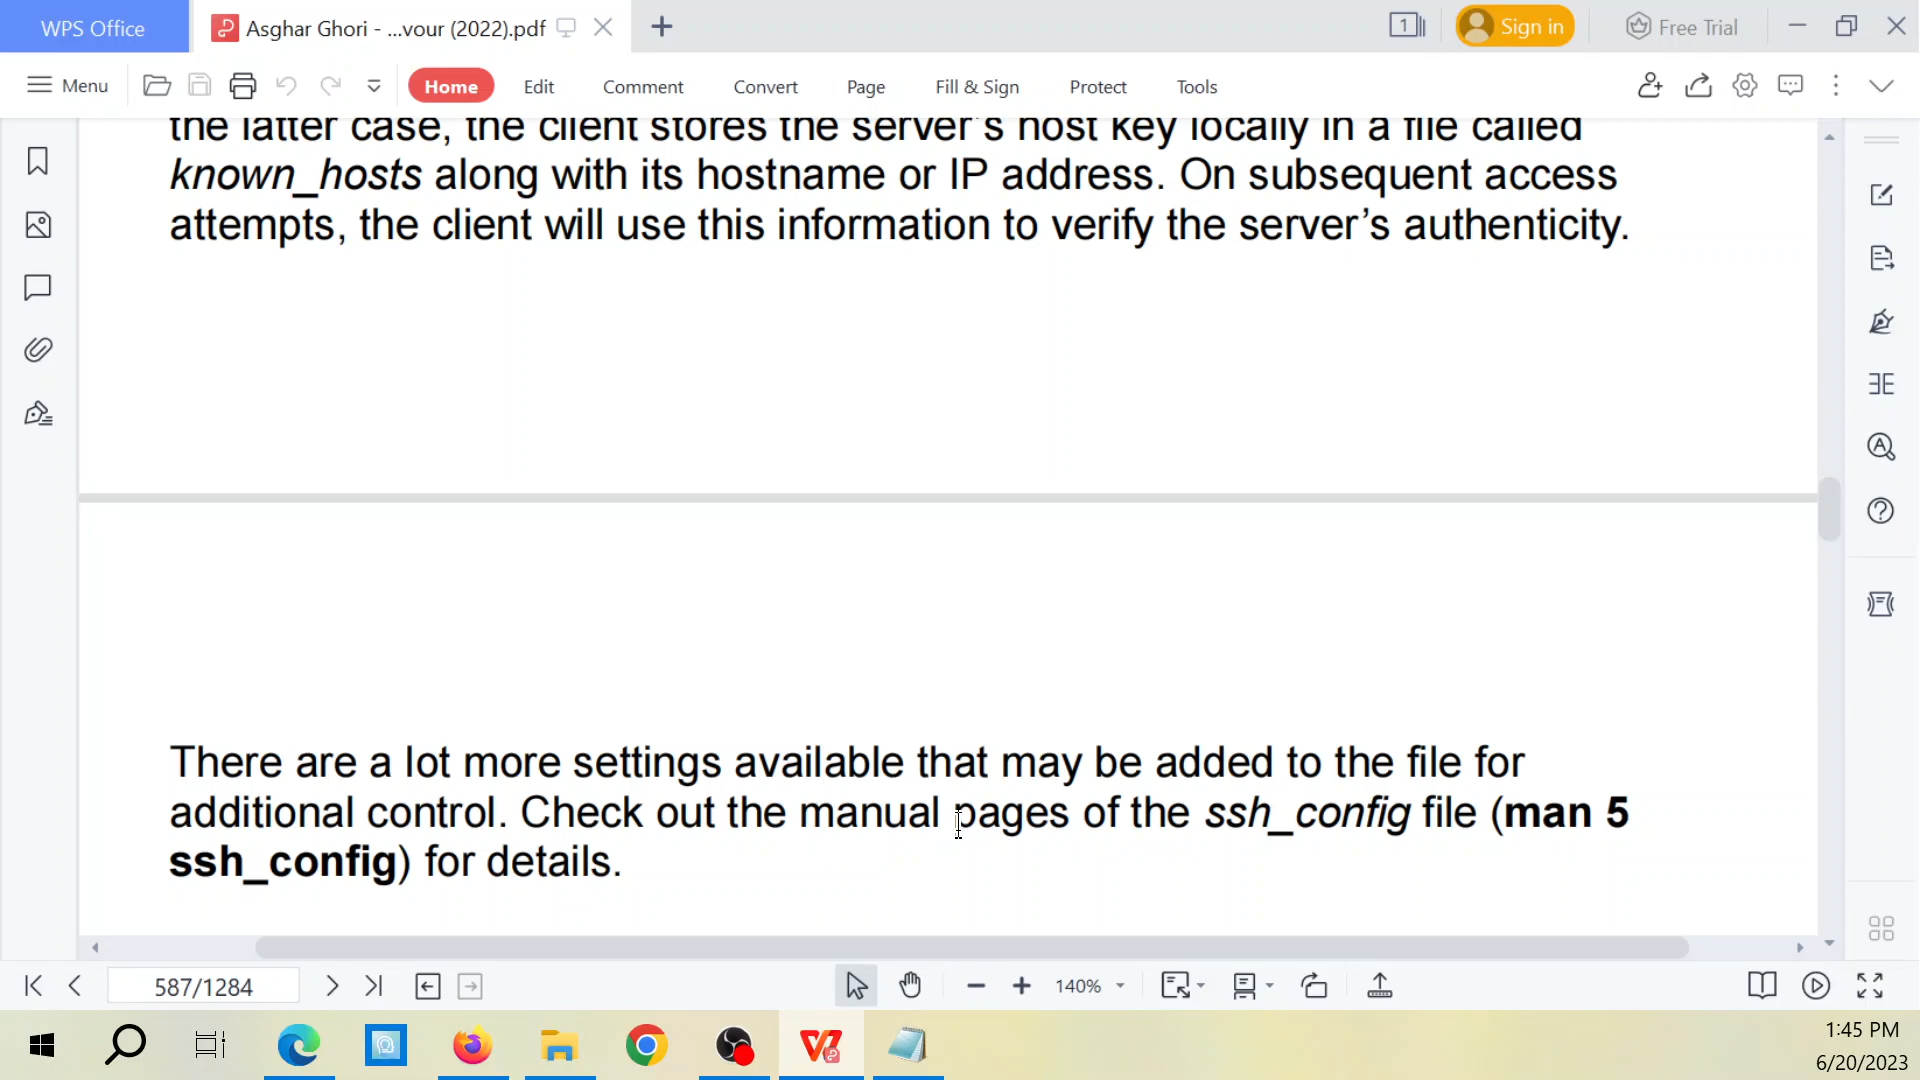 WPS Office
Asghar Ghori - ...vour (2022).pdf
1
Sign in
Free Trial
Menu
Home
Edit
Comment
Convert
Page
Fill & Sign
Protect
Tools
the latter case, the client stores the server's host key locally in a file called
known_hosts along with its hostname or IP address. On subsequent access
attempts, the client will use this information to verify the server's authenticity.
There are a lot more settings available that may be added to the file for
additional control. Check out the manual pages of the ssh_config file (man 5
ssh_config) for details.
587/1284
140%
1:45 PM
6/20/2023